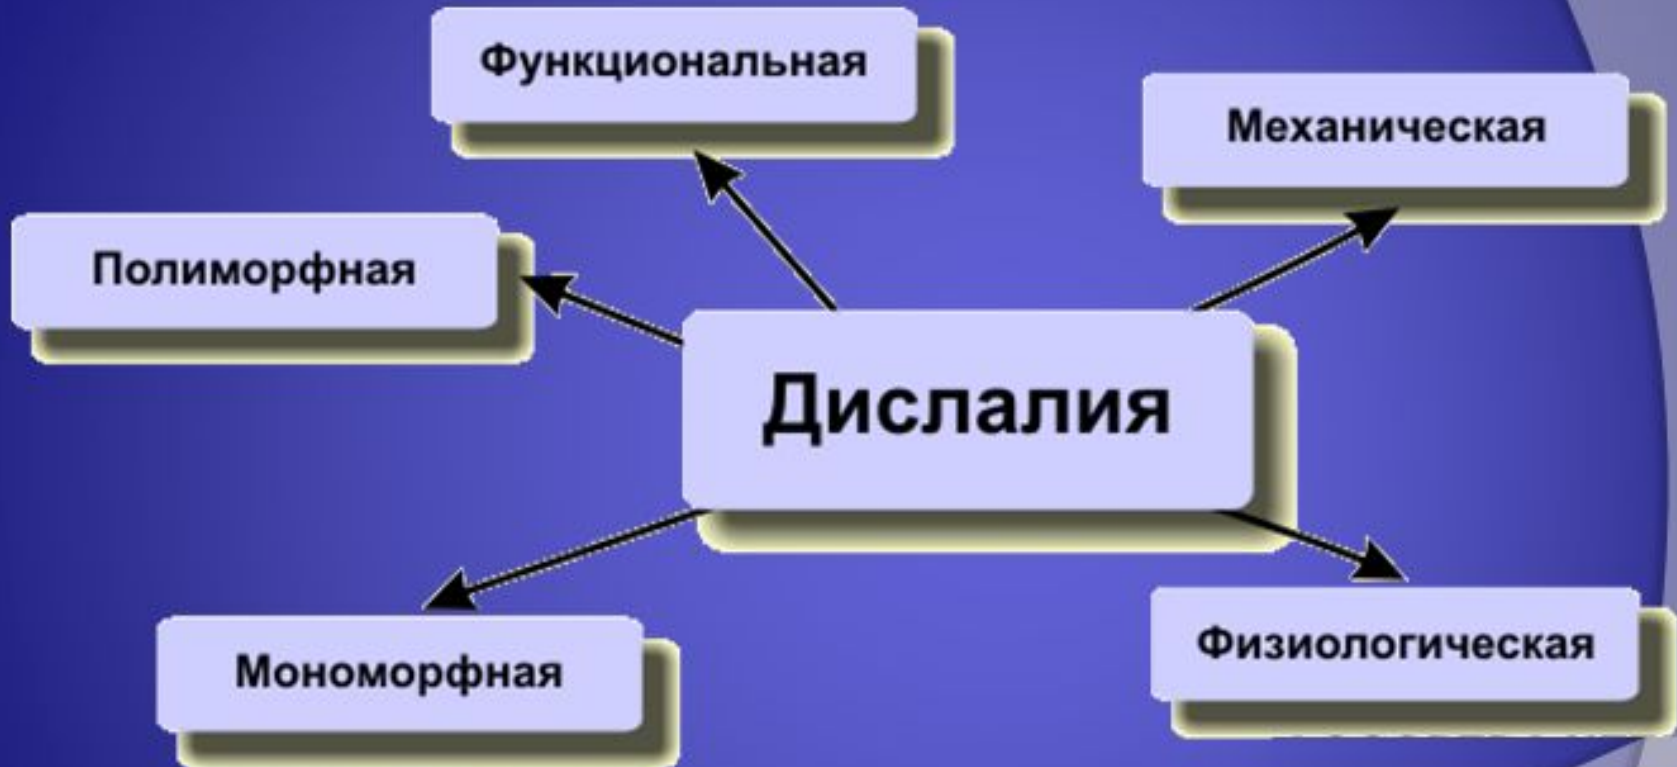 Функциональная
Механическая
Полиморфная
Дислалия
Мономорфная
Физиологическая